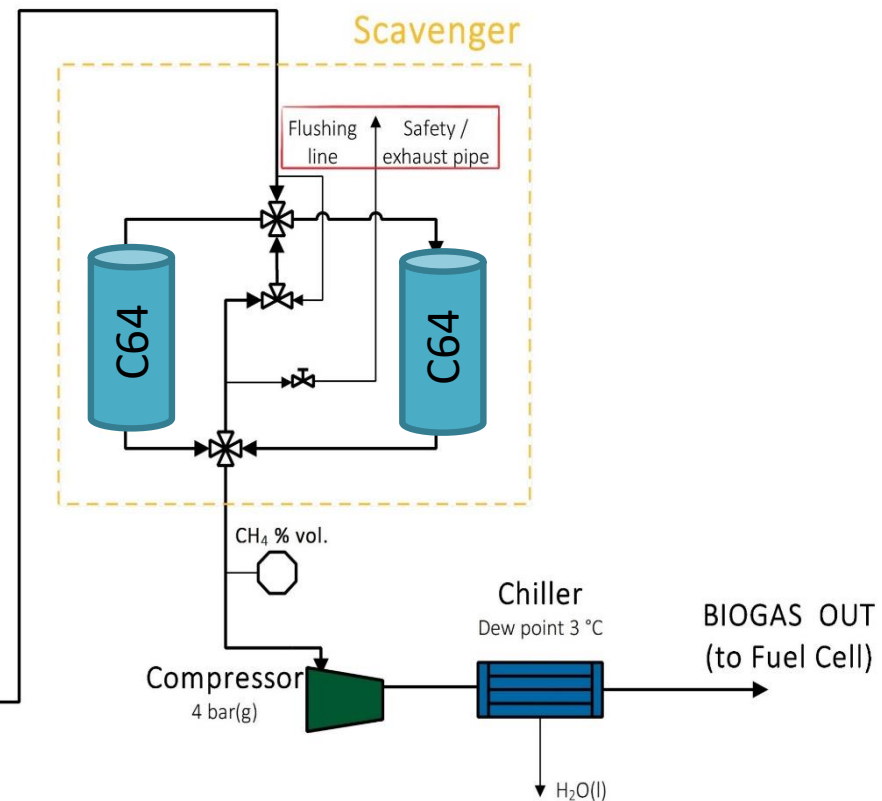 Scavenger
Flushing
line
Safety /
exhaust pipe
C64
C64
CH₄ % vol.
Compressor
4 bar(g)
Chiller
Dew point 3 °C
BIOGAS OUT
(to Fuel Cell)
H₂O(l)